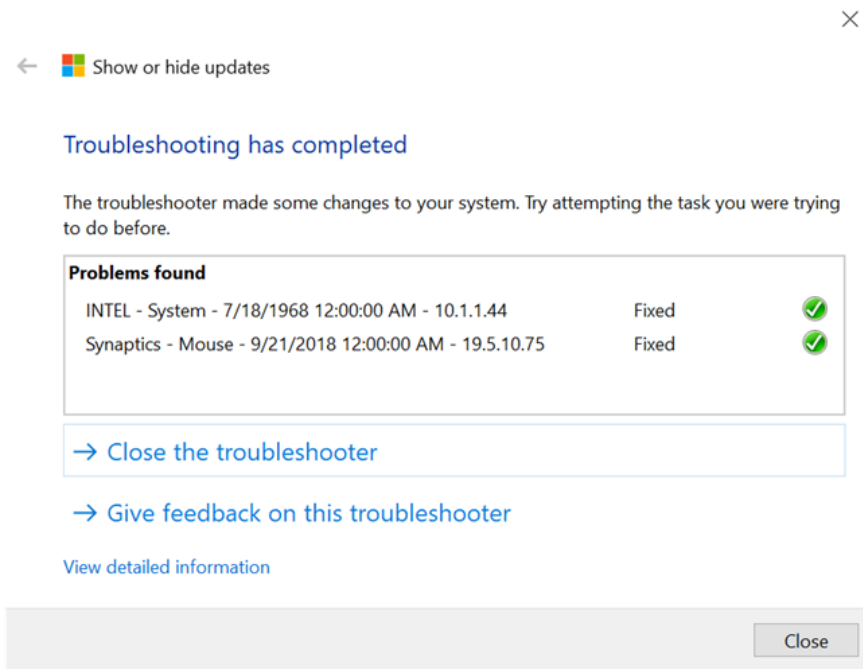 Show or hide updates
Troubleshooting has completed
The troubleshooter made some changes to your system. Try attempting the task you were trying
to do before.
Problems found
INTEL - System - 7/18/1968 12:00:00 AM - 10.1.1.44 Fixed
Synaptics - Mouse - 9/21/2018 12:00:00 AM - 19.5.10.75 Fixed
→ Close the troubleshooter
→ Give feedback on this troubleshooter
View detailed information
Close